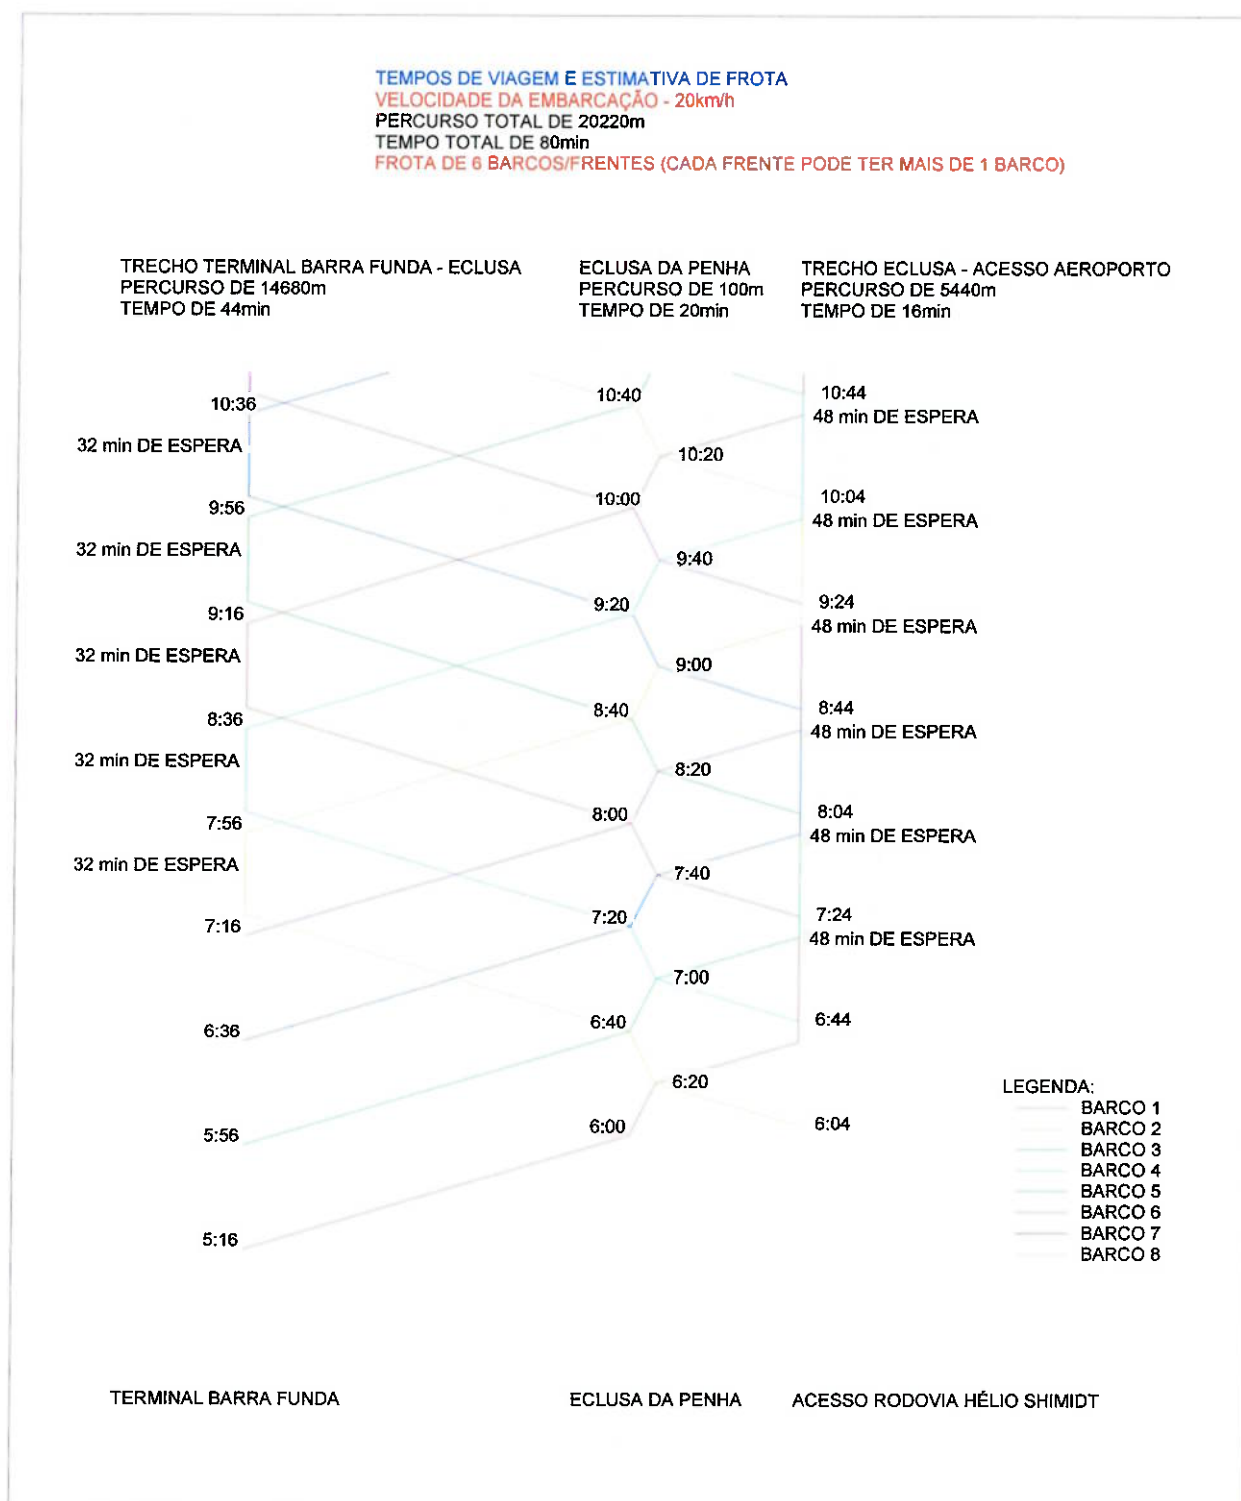 TEMPOS DE VIAGEM E ESTIMATIVA DE FROTA
VELOCIDADE DA EMBARCAÇÃO - 20km/h
PERCURSO TOTAL DE 20220m
TEMPO TOTAL DE 80min
FROTA DE 6 BARCOS/FRENTES (CADA FRENTE PODE TER MAIS DE 1 BARCO)
TRECHO TERMINAL BARRA FUNDA - ECLUSA
PERCURSO DE 14680m
TEMPO DE 44min
ECLUSA DA PENHA
PERCURSO DE 100m
TEMPO DE 20min
TRECHO ECLUSA - ACESSO AEROPORTO
PERCURSO DE 5440m
TEMPO DE 16min
10:36
32 min DE ESPERA
9:56
32 min DE ESPERA
9:16
32 min DE ESPERA
8:36
32 min DE ESPERA
7:56
32 min DE ESPERA
7:16
6:36
5:56
5:16
10:40
10:20
10:00
9:40
9:20
9:00
8:40
8:20
8:00
7:40
7:20
7:00
6:40
6:20
6:00
10:44
48 min DE ESPERA
10:04
48 min DE ESPERA
9:24
48 min DE ESPERA
8:44
48 min DE ESPERA
8:04
48 min DE ESPERA
7:24
48 min DE ESPERA
6:44
6:04
LEGENDA:
BARCO 1
BARCO 2
BARCO 3
BARCO 4
BARCO 5
BARCO 6
BARCO 7
BARCO 8
TERMINAL BARRA FUNDA
ECLUSA DA PENHA
ACESSO RODOVIA HÉLIO SHIMIDT